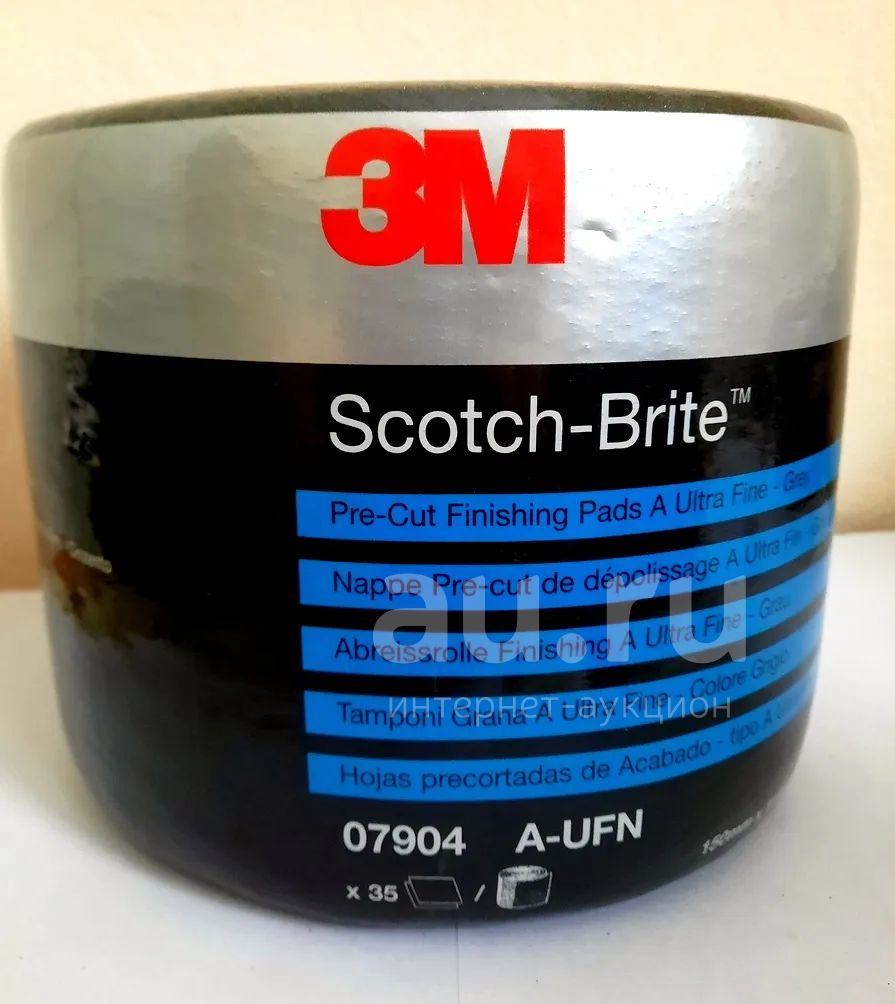 3M
Scotch-Brite™
Pre-Cut Finishing Pads A Ultra Fine - Grey
Nappe Pre-cut de dépolissage A Ultra Fin -
Abreissrolle Finishing A Ultra Fine - Grau
Tamponi Grana A Ultra Fine - Colore Grigio
Hojas precortadas de Acabado - tipo A
au.ru
интернет-аукцион
07904 A-UFN
150mm x
x 35 /